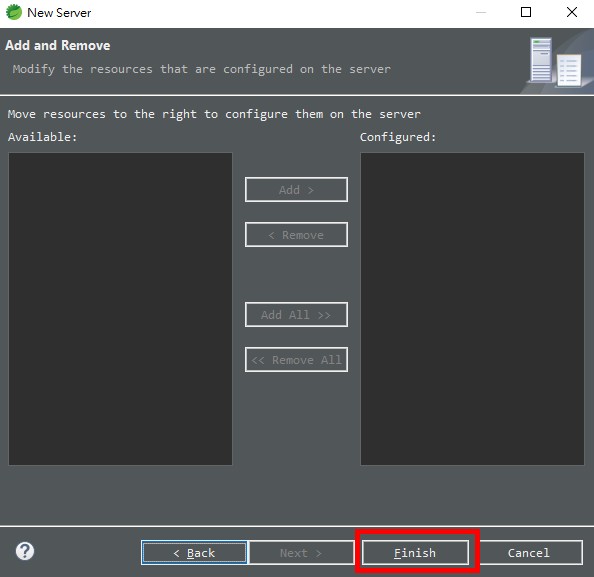 New Server
Add and Remove
Modify the resources that are configured on the server
Move resources to the right to configure them on the server
Available:
Configured:
Add >
< Remove
Add All >>
<< Remove All
?
< Back
Next >
Finish
Cancel